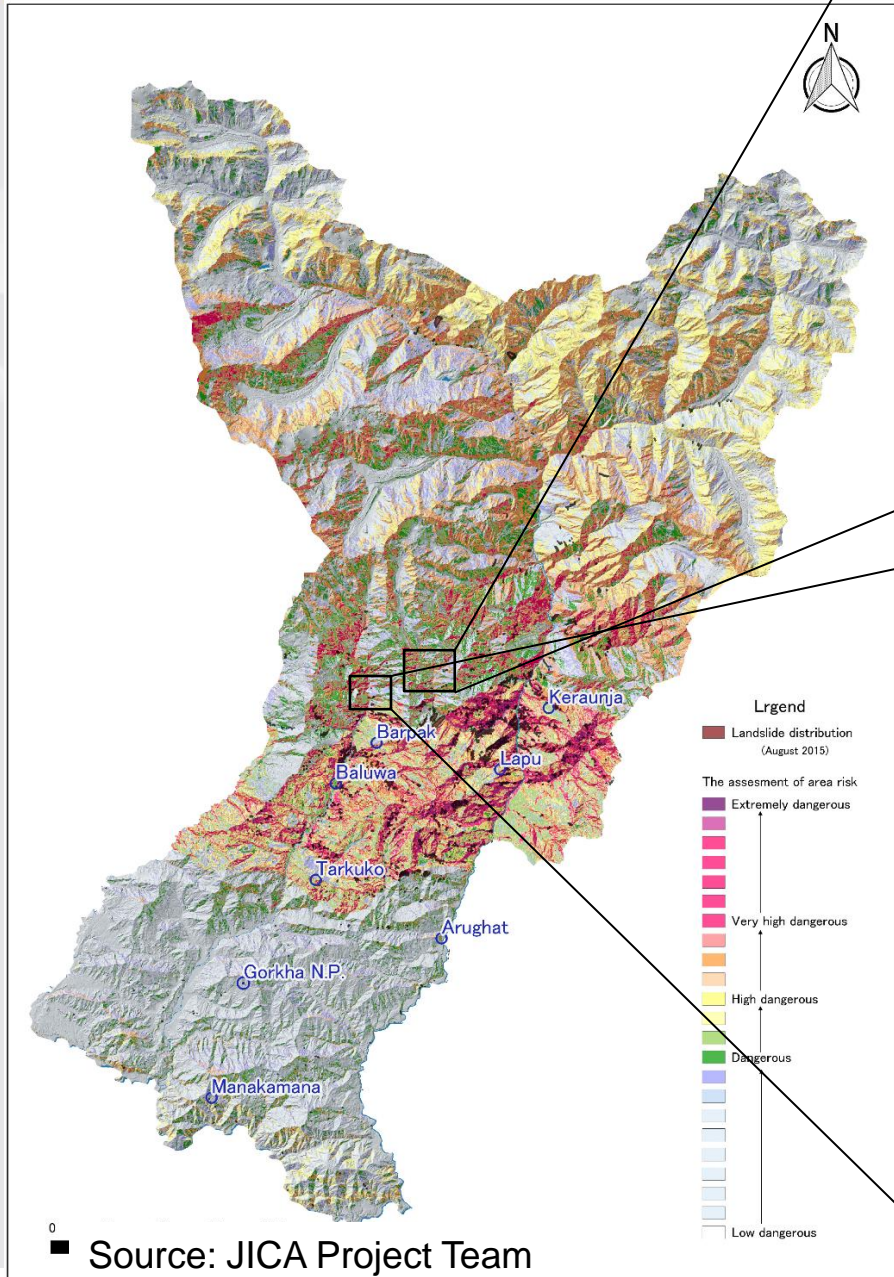 N
Keraunja
Barpak
Lapu
Baluwa
Tarkuko
Arughat
Gorkha N.P.
Manakamana
Lrgend
Landslide distribution
(August 2015)
The assesment of area risk
Extremely dangerous
Very high dangerous
High dangerous
Dangerous
Low dangerous
0
Source: JICA Project Team